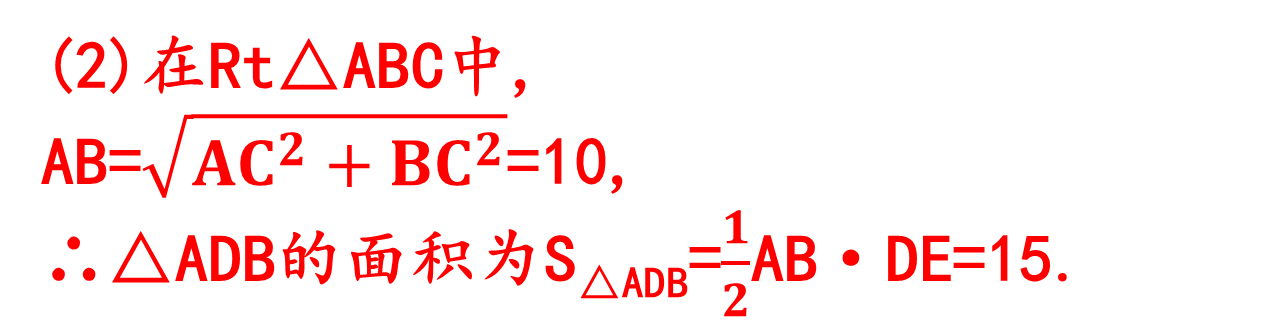 (2)在Rt△ABC中,
AB=√AC²+BC²=10,
∴△ADB的面积为S△ADB=1/2AB·DE=15.